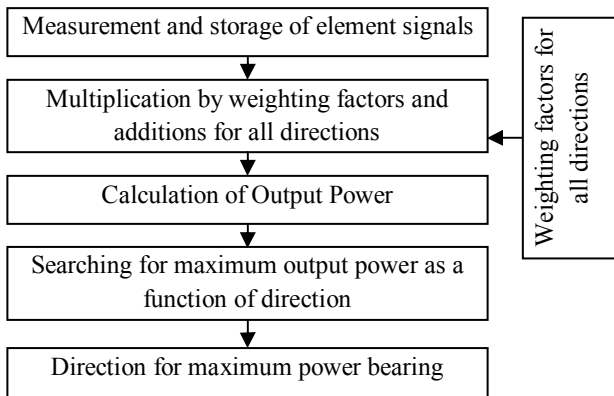 Measurement and storage of element signals
Multiplication by weighting factors and
additions for all directions
Calculation of Output Power
Searching for maximum output power as a
function of direction
Direction for maximum power bearing
Weighting factors for
all directions